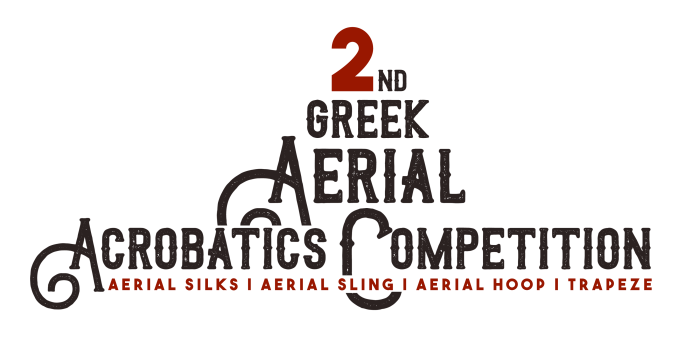 2ND
GREEK
AERIAL
ACROBATICS COMPETITION
AERIAL SILKS I AERIAL SLING I AERIAL HOOP I TRAPEZE